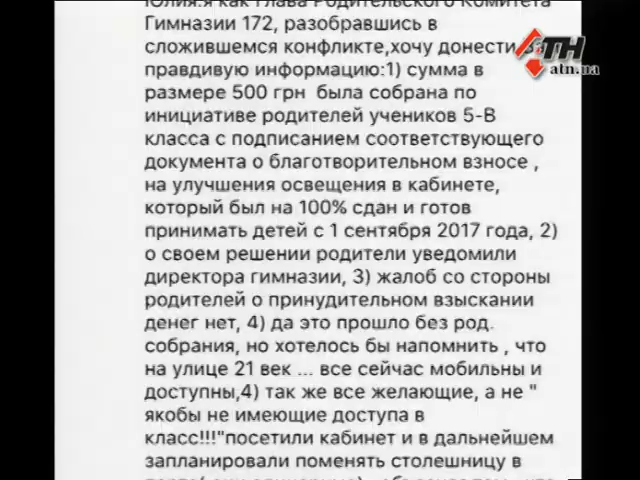 Юлия.я как Глава Родительского Комитета
Гимназии 172, разобравшись в
сложившемся конфликте,хочу донести
правдивую информацию:1) сумма в
размере 500 грн была собрана по
инициативе родителей учеников 5-В
класса с подписанием соответствующего
документа о благотворительном взносе ,
на улучшения освещения в кабинете,
который был на 100% сдан и готов
принимать детей с 1 сентября 2017 года, 2)
о своем решении родители уведомили
директора гимназии, 3) жалоб со стороны
родителей о принудительном взыскании
денег нет, 4) да это прошло без род.
собрания, но хотелось бы напомнить , что
на улице 21 век ... все сейчас мобильны и
доступны,4) так же все желающие, а не "
якобы не имеющие доступа в
класс!!!"посетили кабинет и в дальнейшем
запланировали поменять столешницу в
ATH
atn.ua